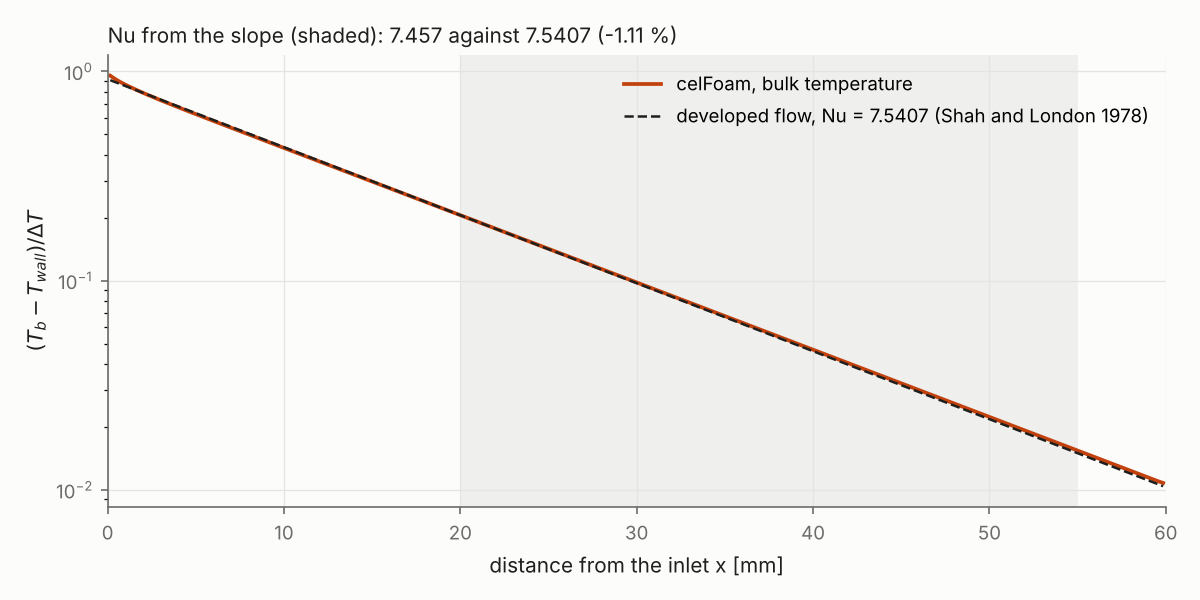 Nu from the slope (shaded): 7.457 against 7.5407 (-1.11 %)
10⁰
celFoam, bulk temperature
developed flow, Nu = 7.5407 (Shah and London 1978)
(T_b − T_wall)/ΔT
10⁻¹
10⁻²
0 10 20 30 40 50 60
distance from the inlet x [mm]